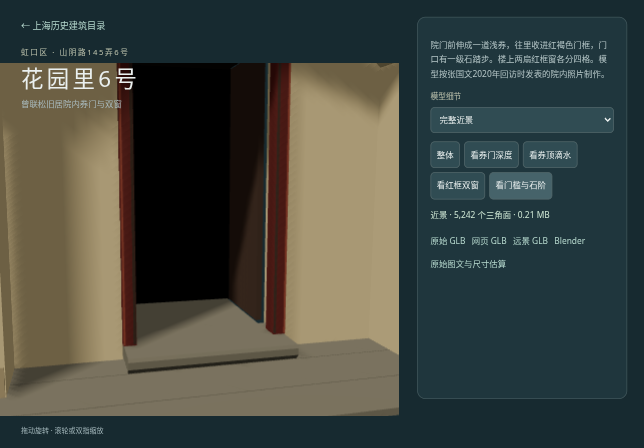 ← 上海历史建筑目录
虹口区 · 山阴路145弄6号
花园里6号
曾联松旧居院内券门与双窗
拖动旋转 · 滚轮或双指缩放
院门前伸成一道浅券，往里收进红褐色门框，门
口有一级石踏步。楼上两扇红框窗各分四格。模
型按张国文2020年回访时发表的院内照片制作。
模型细节
完整近景
整体 看券门深度 看券顶滴水
看红框双窗 看门槛与石阶
近景 · 5,242 个三角面 · 0.21 MB
原始 GLB 网页 GLB 远景 GLB Blender
原始图文与尺寸估算